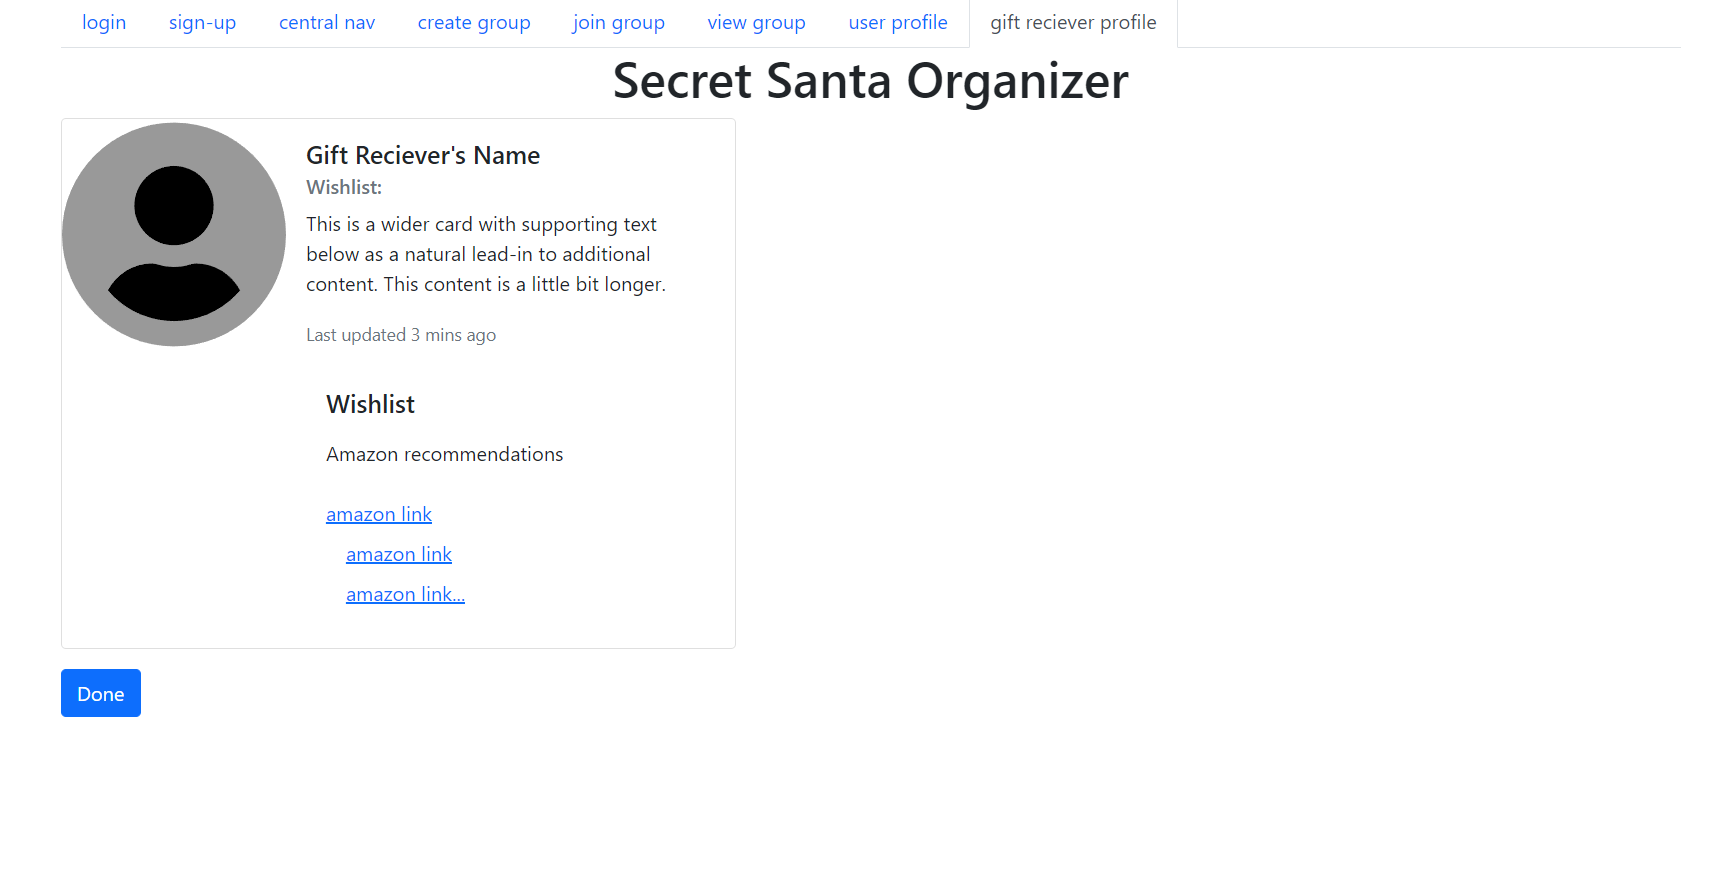 login sign-up central nav create group join group view group user profile gift reciever profile
Secret Santa Organizer
Gift Reciever's Name
Wishlist:
This is a wider card with supporting text
below as a natural lead-in to additional
content. This content is a little bit longer.
Last updated 3 mins ago
Wishlist
Amazon recommendations
amazon link
amazon link
amazon link...
Done